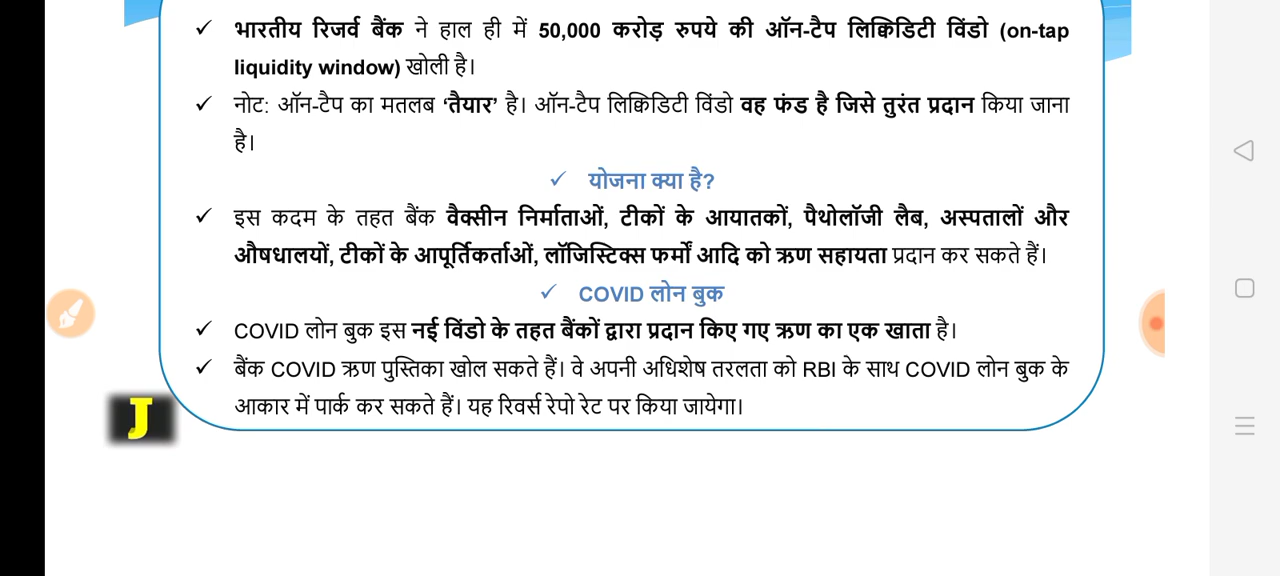 ✓ भारतीय रिजर्व बैंक ने हाल ही में 50,000 करोड़ रुपये की ऑन-टैप लिक्विडिटी विंडो (on-tap
liquidity window) खोली है।
✓ नोट: ऑन-टैप का मतलब ‘तैयार’ है। ऑन-टैप लिक्विडिटी विंडो वह फंड है जिसे तुरंत प्रदान किया जाना
है।
✓ योजना क्या है?
✓ इस कदम के तहत बैंक वैक्सीन निर्माताओं, टीकों के आयातकों, पैथोलॉजी लैब, अस्पतालों और
औषधालयों, टीकों के आपूर्तिकर्ताओं, लॉजिस्टिक्स फर्मों आदि को ऋण सहायता प्रदान कर सकते हैं।
✓ COVID लोन बुक
✓ COVID लोन बुक इस नई विंडो के तहत बैंकों द्वारा प्रदान किए गए ऋण का एक खाता है।
✓ बैंक COVID ऋण पुस्तिका खोल सकते हैं। वे अपनी अधिशेष तरलता को RBI के साथ COVID लोन बुक के
आकार में पार्क कर सकते हैं। यह रिवर्स रेपो रेट पर किया जायेगा।
J